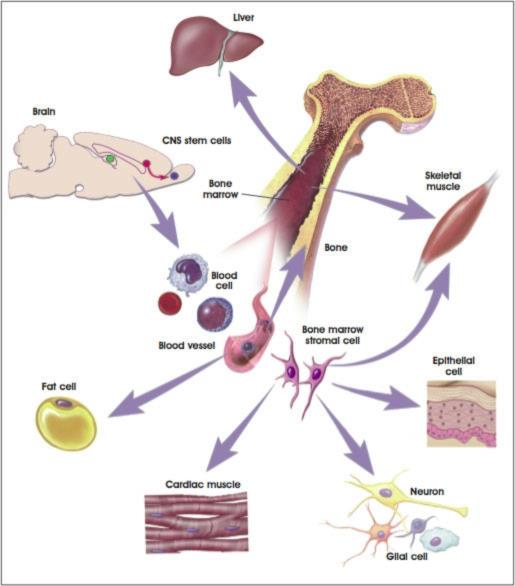 Liver
Brain
CNS stem cells
Bone
marrow
Skeletal
muscle
Bone
Blood
cell
Blood vessel
Bone marrow
stromal cell
Epithelial
cell
Fat cell
Cardiac muscle
Neuron
Glial cell